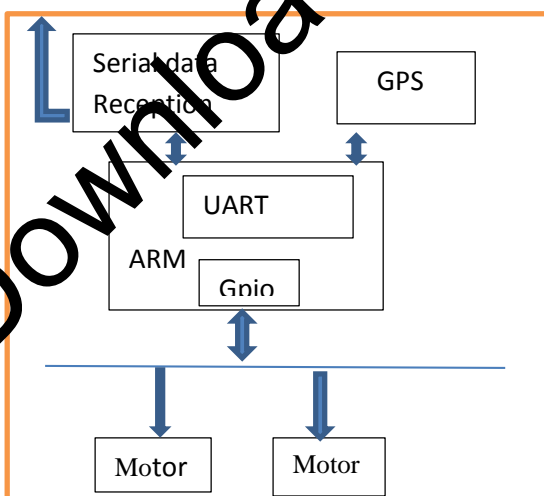 Serial data
Reception
GPS
UART
ARM
Gpio
Motor
Motor